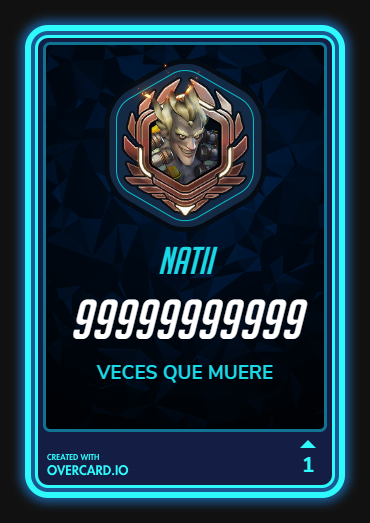 NATII
99999999999
VECES QUE MUERE
CREATED WITH
OVERCARD.IO
1